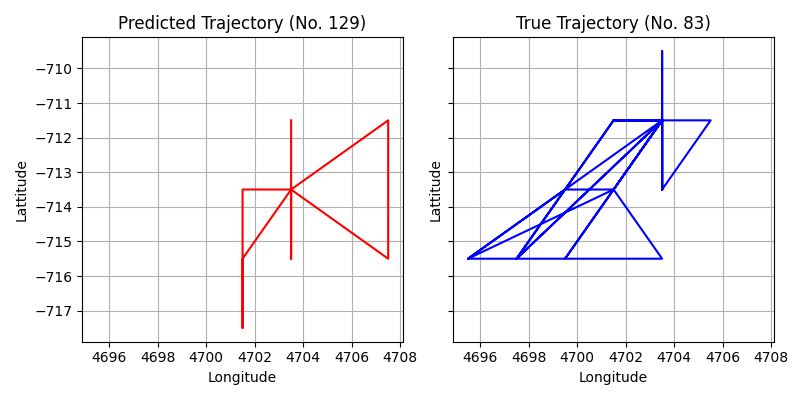 Predicted Trajectory (No. 129)
True Trajectory (No. 83)
−710
−711
−712
−713
−714
−715
−716
−717
Lattitude
Lattitude
4696 4698 4700 4702 4704 4706 4708
4696 4698 4700 4702 4704 4706 4708
Longitude
Longitude